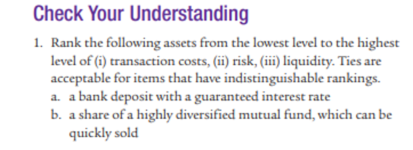 Check Your Understanding
1. Rank the following assets from the lowest level to the highest
level of (i) transaction costs, (ii) risk, (iii) liquidity. Ties are
acceptable for items that have indistinguishable rankings.
a. a bank deposit with a guaranteed interest rate
b. a share of a highly diversified mutual fund, which can be
quickly sold